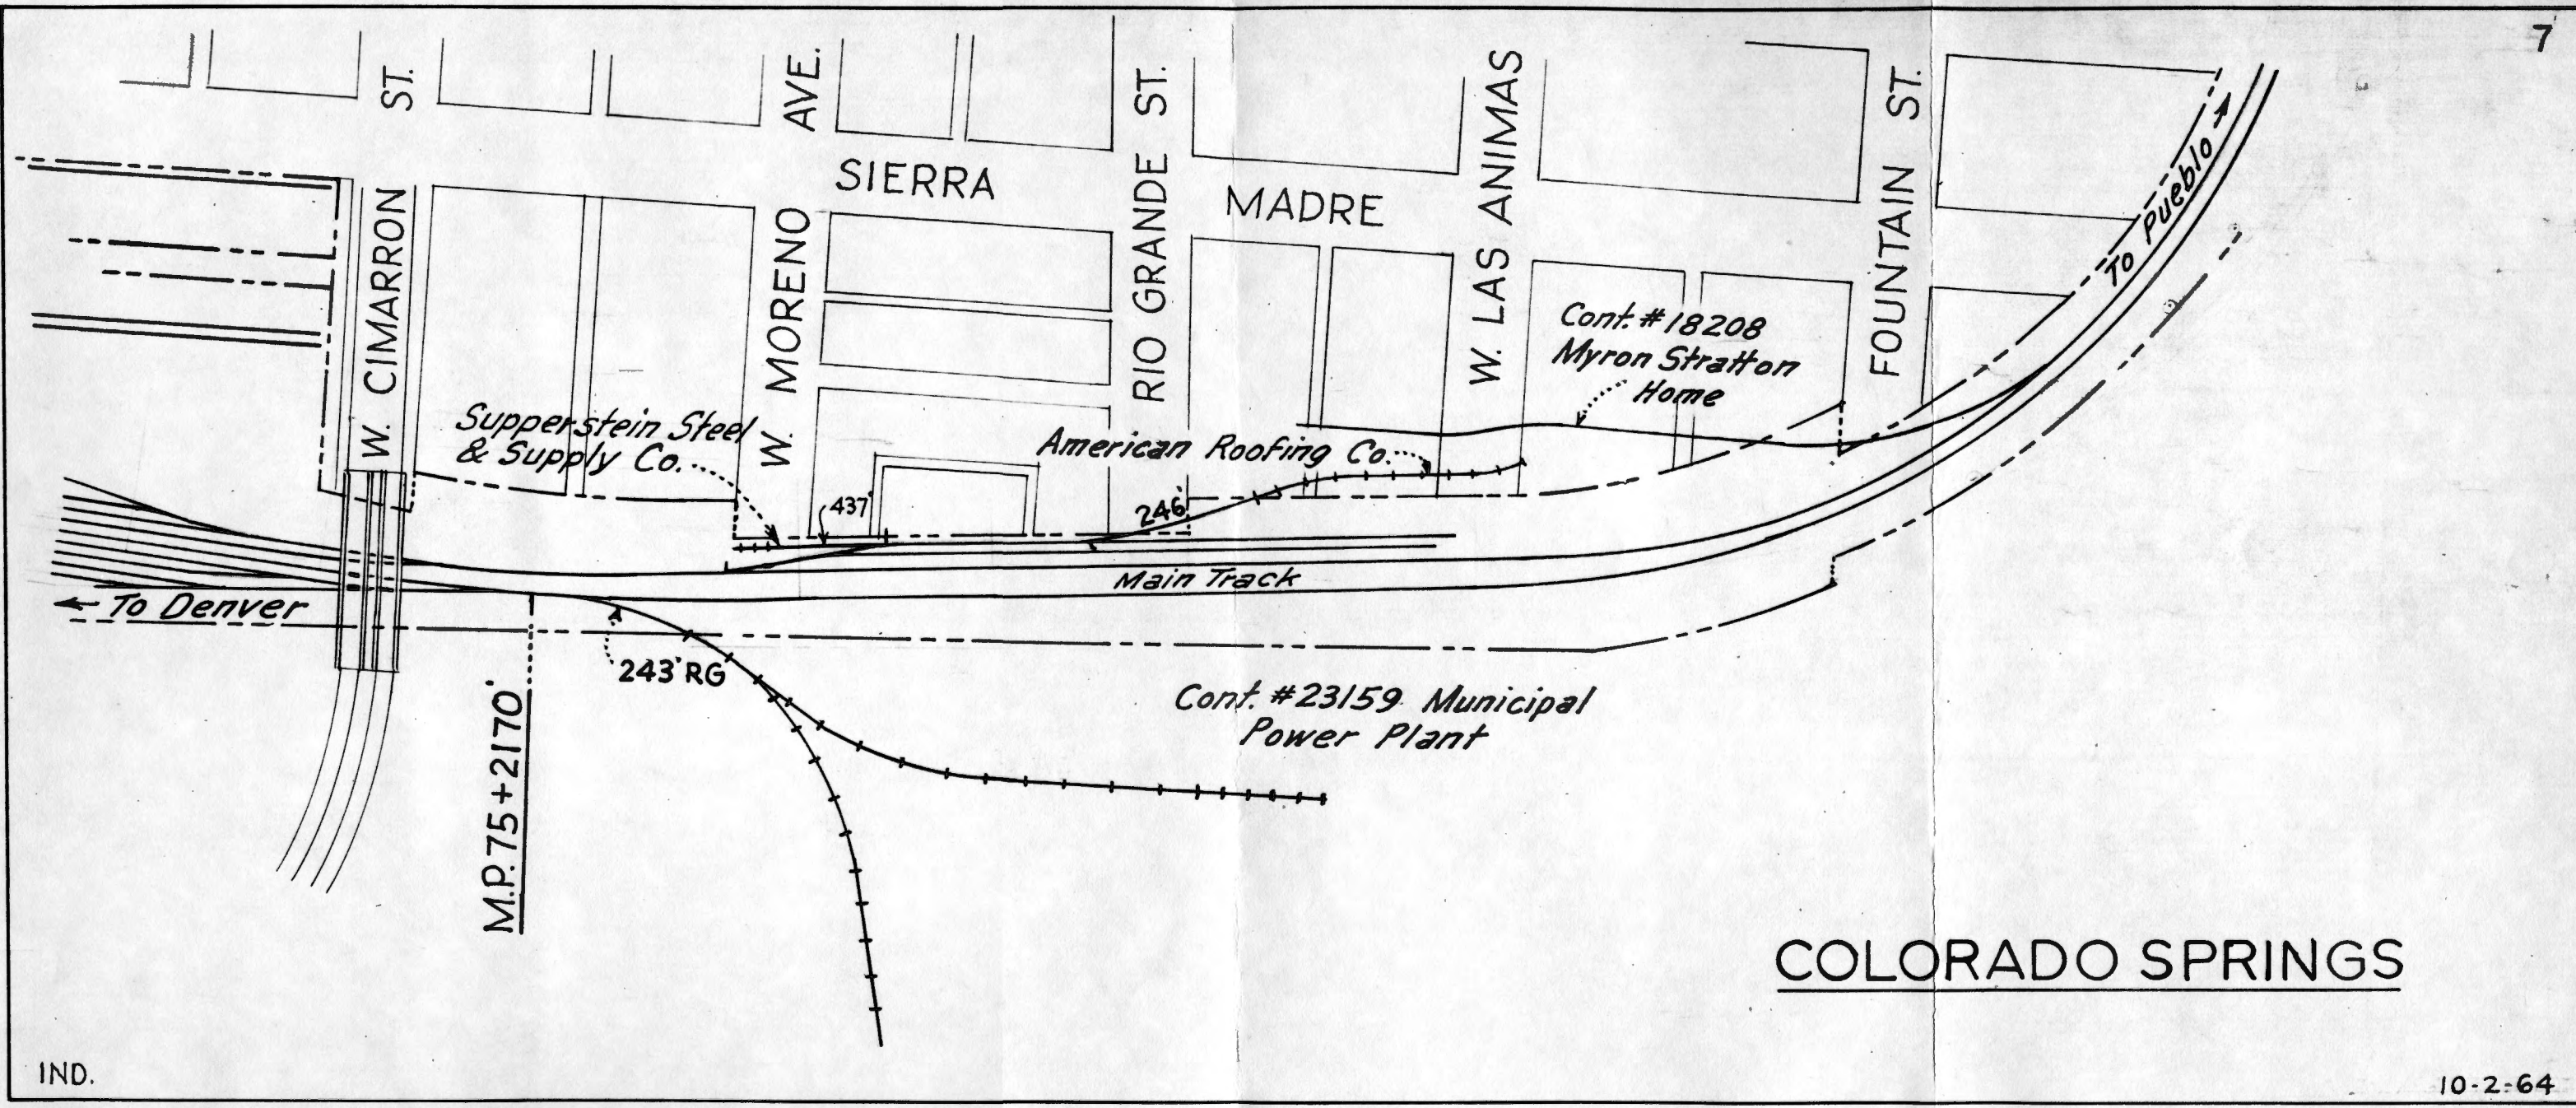 7
W. CIMARRON ST.
W. MORENO AVE.
RIO GRANDE ST.
W. LAS ANIMAS
FOUNTAIN ST.
SIERRA MADRE
To Pueblo
Cont. #18208
Myron Stratton
Home
Supperstein Steel
& Supply Co.
American Roofing Co.
437'
246'
Main Track
To Denver
243' RG
M.P. 75+2170'
Cont. #23159 Municipal
Power Plant
COLORADO SPRINGS
IND.
10-2-64